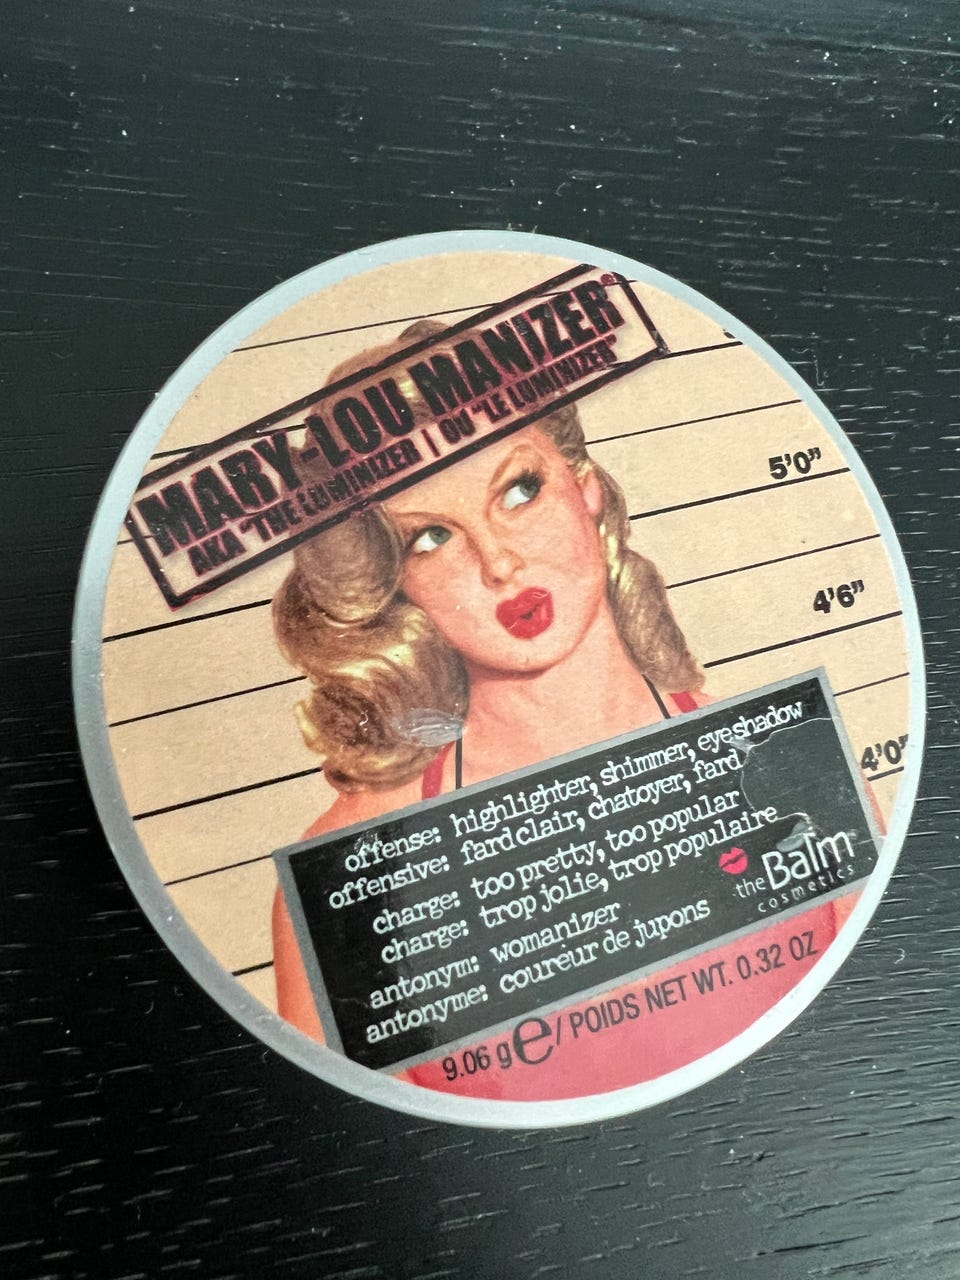 MARY-LOU MANIZER®
AKA "THE LUMINIZER" | OU "LE LUMINIZER"
5'0"
4'6"
4'0"
offense: highlighter, shimmer, eyeshadow
offensive: fard clair, chatoyer, fard
charge: too pretty, too popular
charge: trop jolie, trop populaire
antonym: womanizer
antonyme: coureur de jupons
the Balm®
cosmetics
9.06 g e / POIDS NET WT. 0.32 OZ